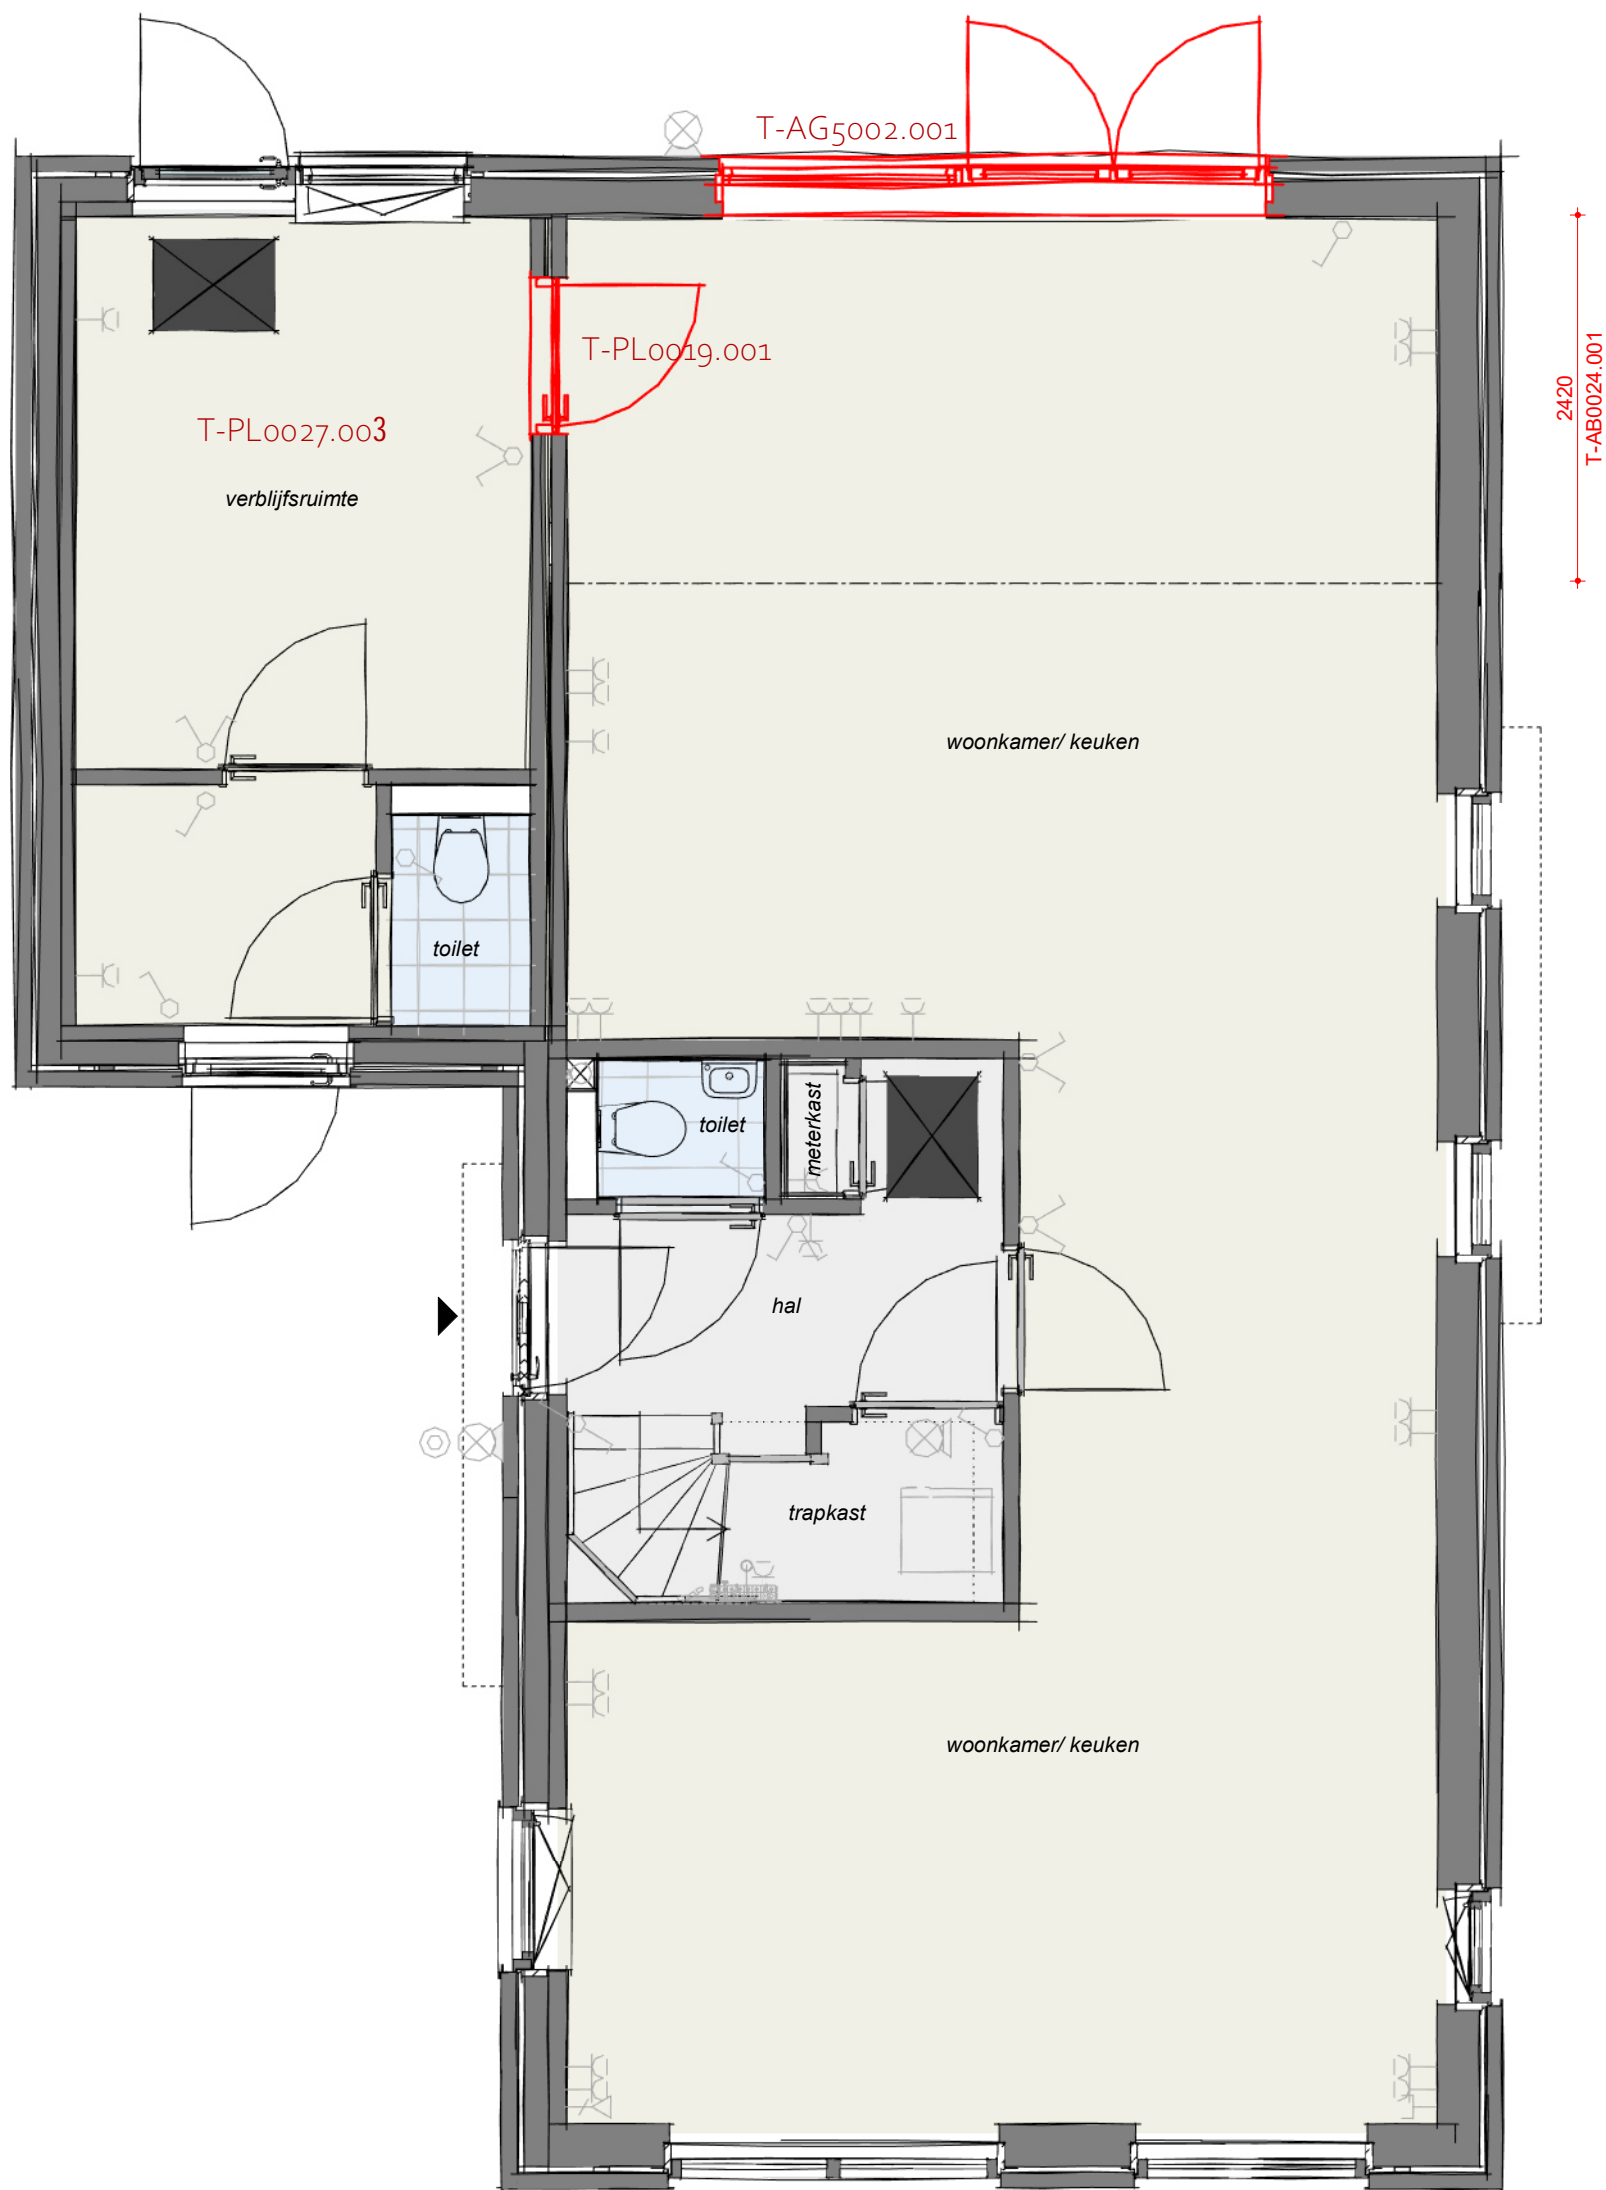 T-AG5002.001
T-PL0019.001
2420
T-AB0024.001
T-PL0027.003
verblijfsruimte
woonkamer/ keuken
toilet
toilet
meterkast
hal
trapkast
woonkamer/ keuken